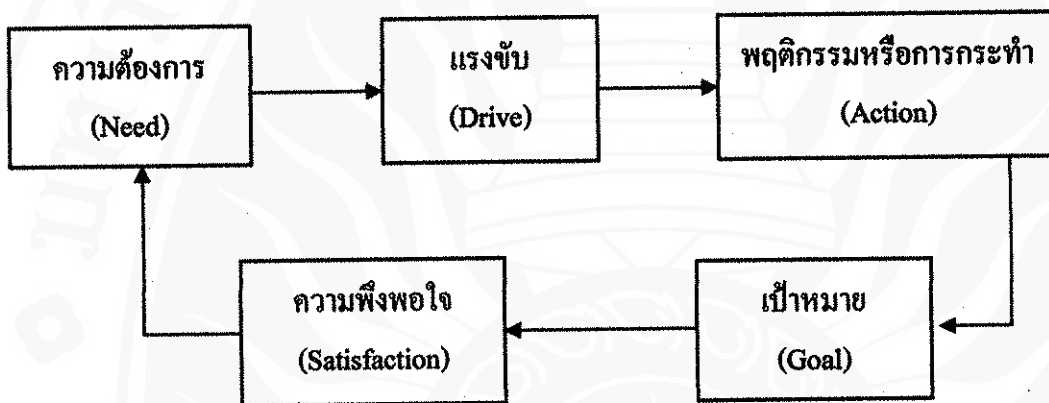 ความต้องการ
(Need)
แรงขับ
(Drive)
พฤติกรรมหรือการกระทำ
(Action)
ความพึงพอใจ
(Satisfaction)
เป้าหมาย
(Goal)